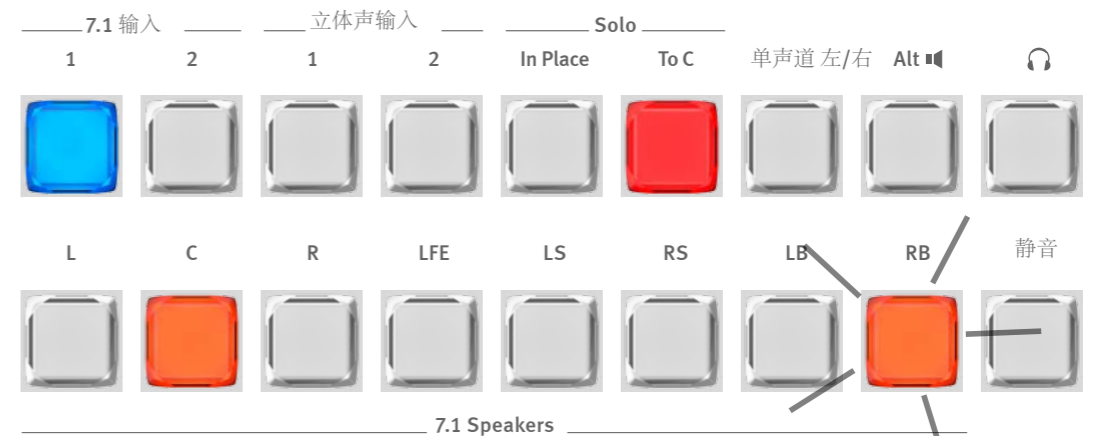 7.1 输入 立体声输入 Solo
1 2 1 2 In Place To C 单声道 左/右 Alt
L C R LFE LS RS LB RB 静音
7.1 Speakers